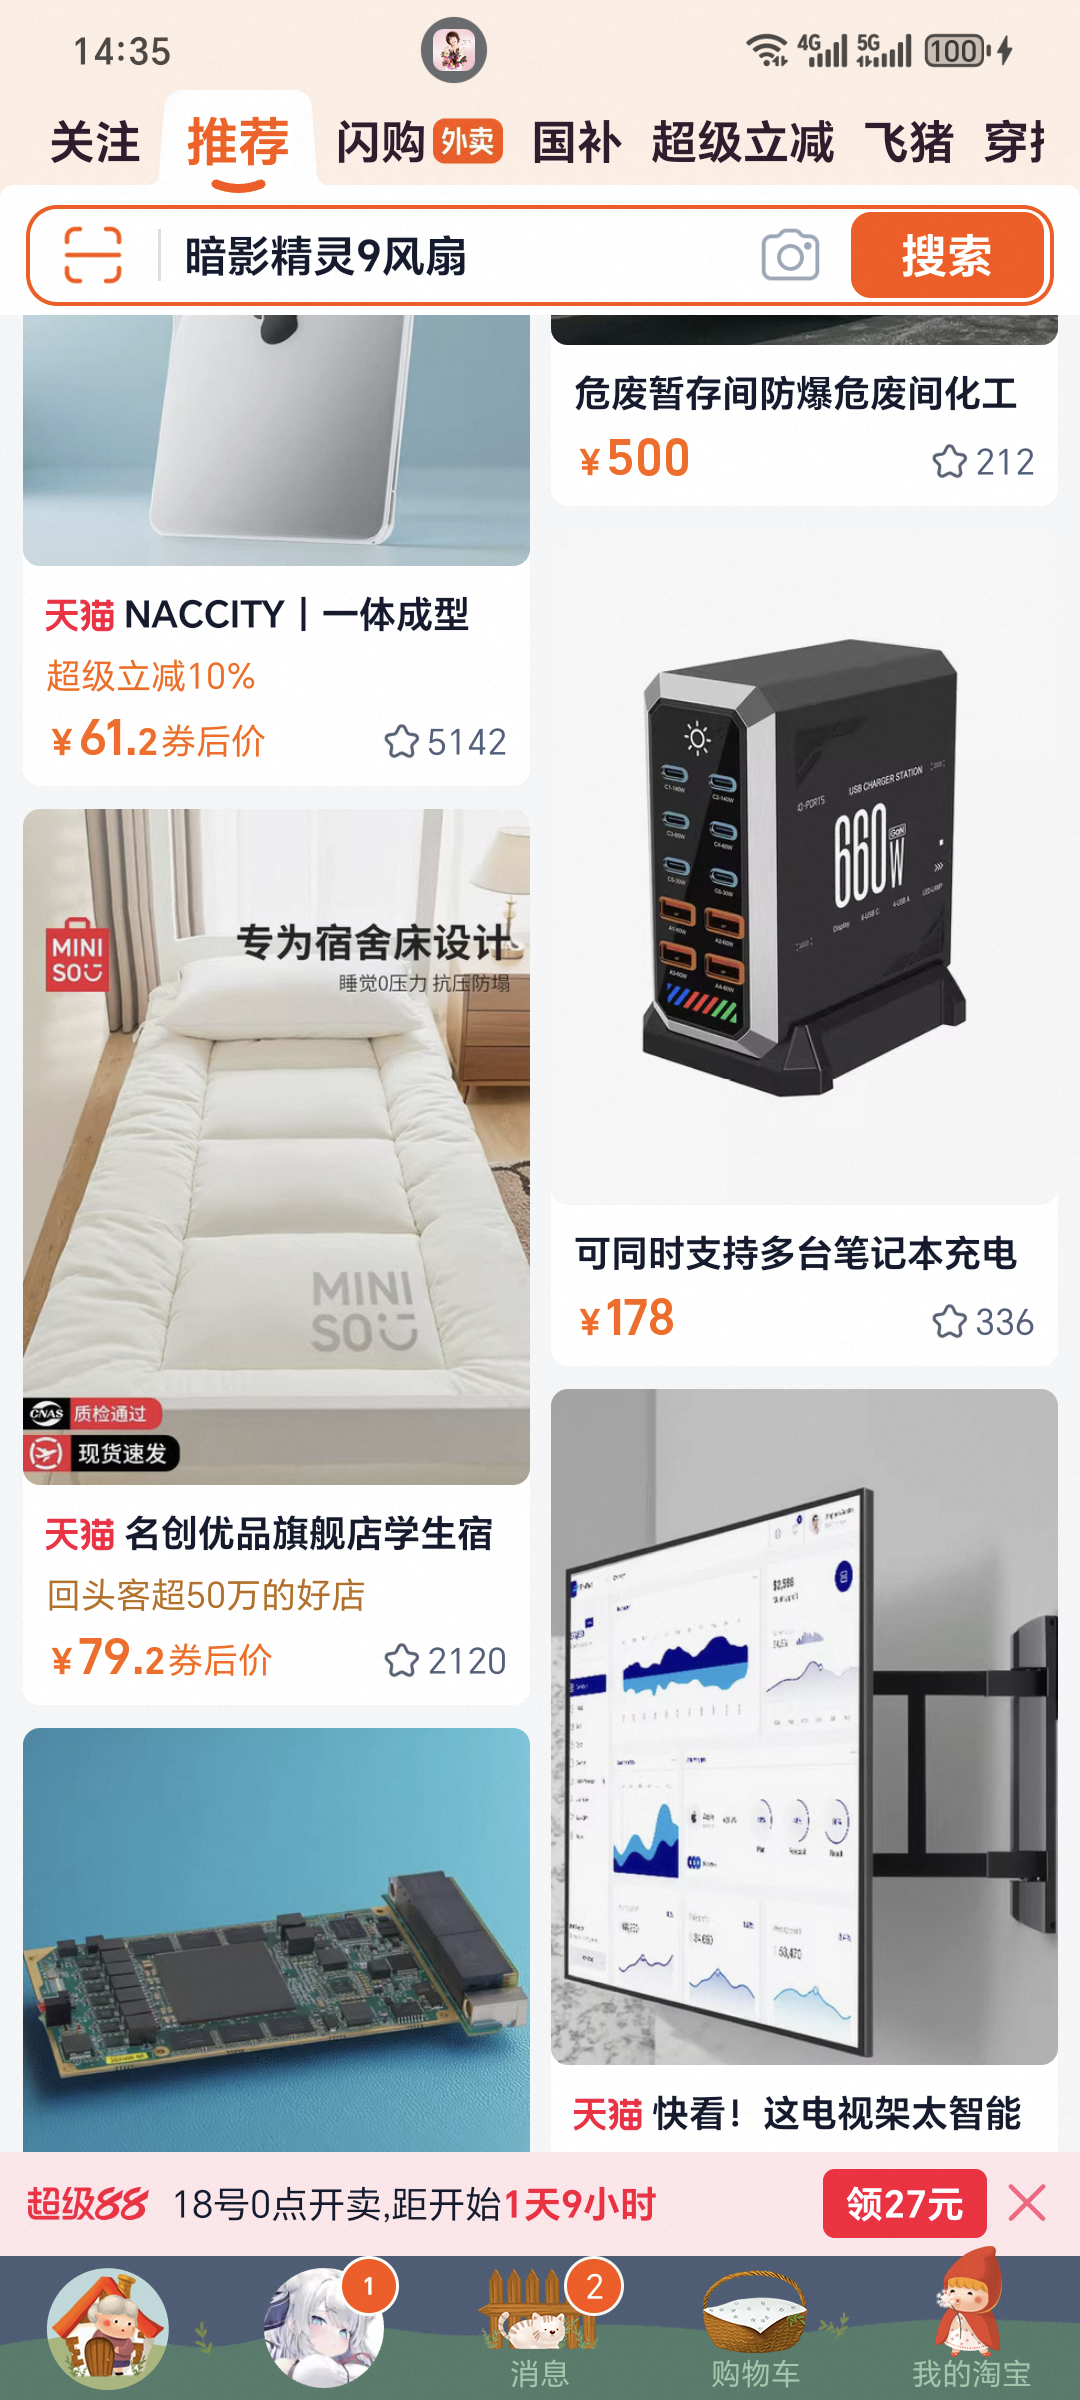 14:35
4G
5G
100
关注
推荐
闪购
外卖
国补
超级立减
飞猪
暗影精灵9风扇
搜索
危废暂存间防爆危废间化工
¥500
212
天猫 NACCITY丨一体成型
超级立减10%
¥61.2券后价
5142
USB CHARGER STATION
660W
GaN
可同时支持多台笔记本充电
¥178
336
MINI
SO
专为宿舍床设计
睡觉0压力 抗压防塌
MINI
SO
CNAS 质检通过
现货速发
天猫 名创优品旗舰店学生宿
回头客超50万的好店
¥79.2券后价
2120
天猫 快看！这电视架太智能
超级88
18号0点开卖,距开始1天9小时
领27元
1
2
消息
购物车
我的淘宝